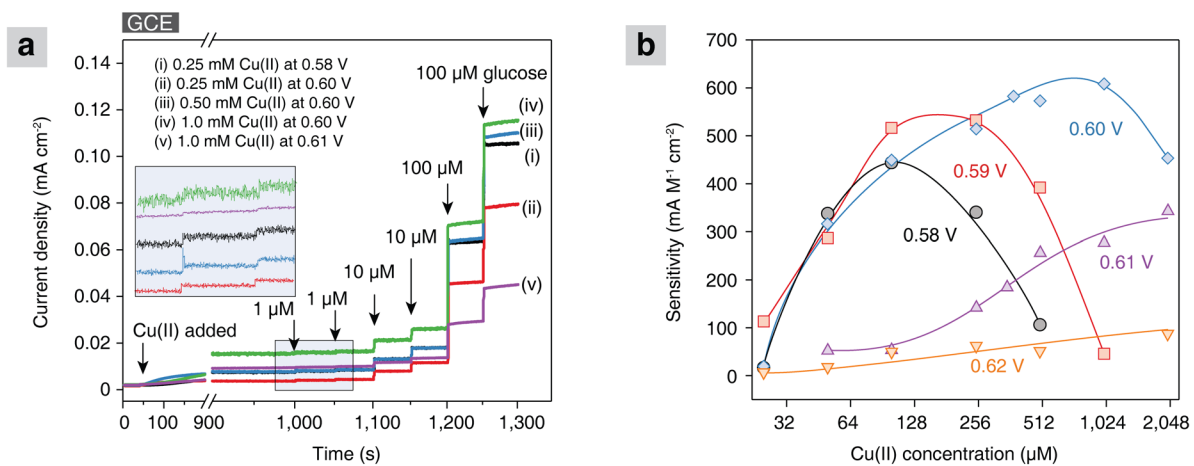 a
GCE
0.14
0.12
0.10
0.08
0.06
0.04
0.02
0
Current density (mA cm⁻²)
(i) 0.25 mM Cu(II) at 0.58 V
(ii) 0.25 mM Cu(II) at 0.60 V
(iii) 0.50 mM Cu(II) at 0.60 V
(iv) 1.0 mM Cu(II) at 0.60 V
(v) 1.0 mM Cu(II) at 0.61 V
100 µM glucose
(iv)
(iii)
(i)
100 µM
(ii)
10 µM
10 µM
(v)
1 µM
1 µM
Cu(II) added
0 100 900 1,000 1,100 1,200 1,300
Time (s)
b
700
600
500
400
300
200
100
0
Sensitivity (mA M⁻¹ cm⁻²)
0.60 V
0.59 V
0.58 V
0.61 V
0.62 V
32 64 128 256 512 1,024 2,048
Cu(II) concentration (µM)